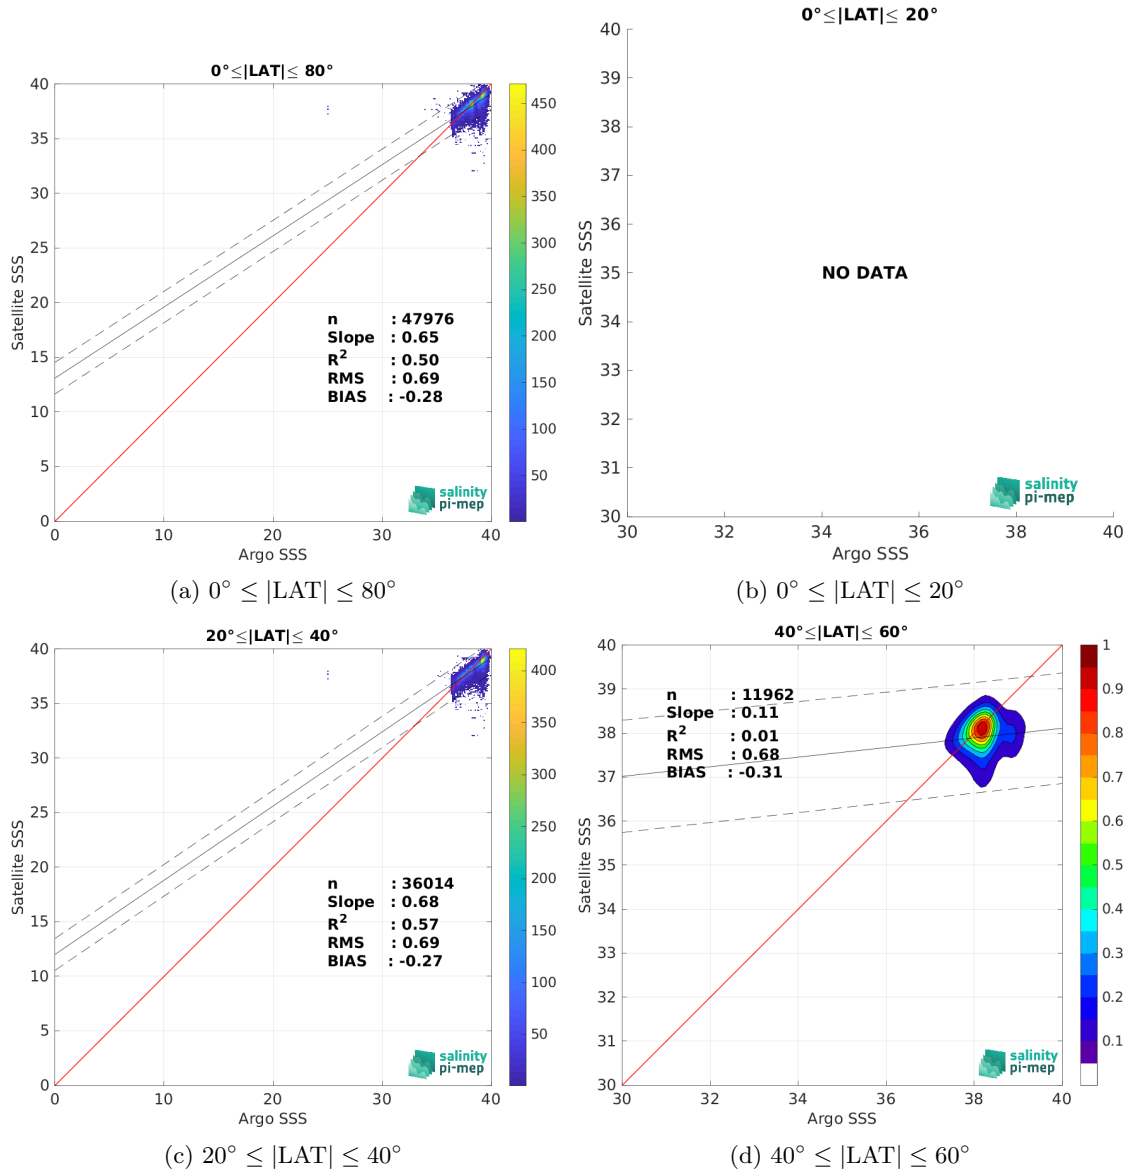 0°≤|LAT|≤ 80°
40
35
30
25
20
15
10
5
0
0
10
20
30
40
Satellite SSS
Argo SSS
n : 47976
Slope : 0.65
R² : 0.50
RMS : 0.69
BIAS : -0.28
450
400
350
300
250
200
150
100
50
salinity
pi-mep
(a) 0° ≤ |LAT| ≤ 80°
0°≤|LAT|≤ 20°
40
39
38
37
36
35
34
33
32
31
30
30
32
34
36
38
40
Satellite SSS
Argo SSS
NO DATA
salinity
pi-mep
(b) 0° ≤ |LAT| ≤ 20°
20°≤|LAT|≤ 40°
40
35
30
25
20
15
10
5
0
0
10
20
30
40
Satellite SSS
Argo SSS
n : 36014
Slope : 0.68
R² : 0.57
RMS : 0.69
BIAS : -0.27
400
350
300
250
200
150
100
50
salinity
pi-mep
(c) 20° ≤ |LAT| ≤ 40°
40°≤|LAT|≤ 60°
40
39
38
37
36
35
34
33
32
31
30
30
32
34
36
38
40
Satellite SSS
Argo SSS
n : 11962
Slope : 0.11
R² : 0.01
RMS : 0.68
BIAS : -0.31
1
0.9
0.8
0.7
0.6
0.5
0.4
0.3
0.2
0.1
salinity
pi-mep
(d) 40° ≤ |LAT| ≤ 60°